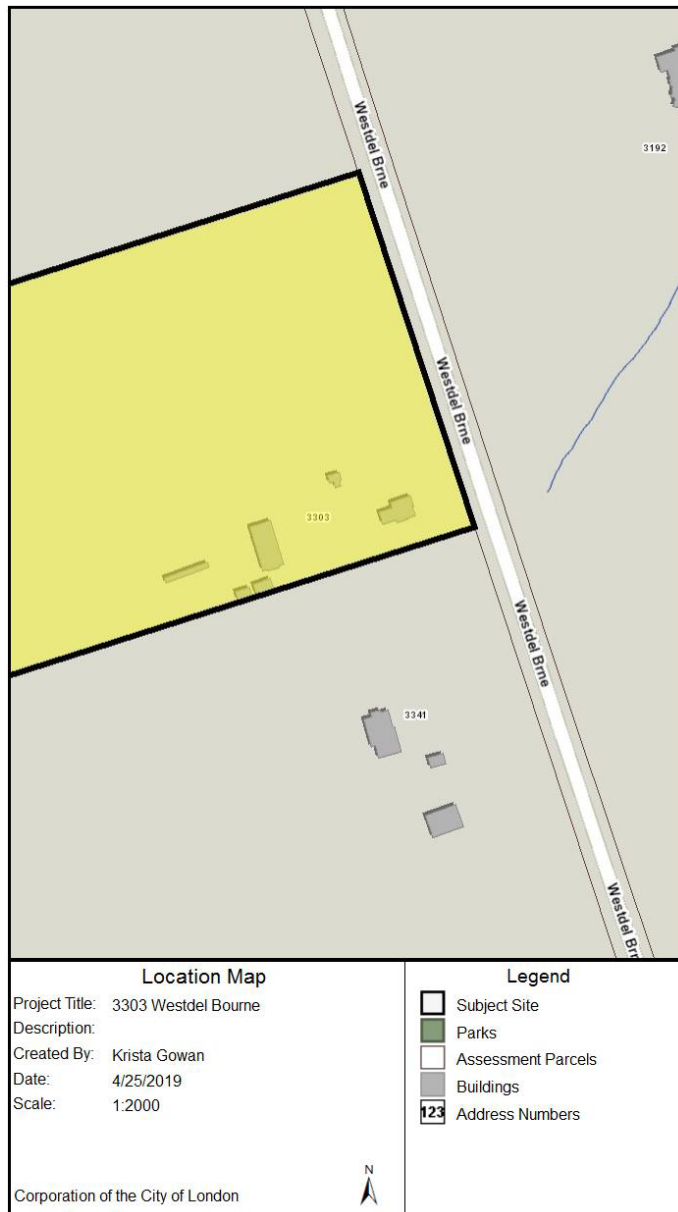 Westdel Brne
3192
Westdel Brne
3303
Westdel Brne
3341
Westdel Brn
Location Map
Project Title: 3303 Westdel Bourne
Description:
Created By: Krista Gowan
Date: 4/25/2019
Scale: 1:2000
Corporation of the City of London
N
Legend
Subject Site
Parks
Assessment Parcels
Buildings
123 Address Numbers